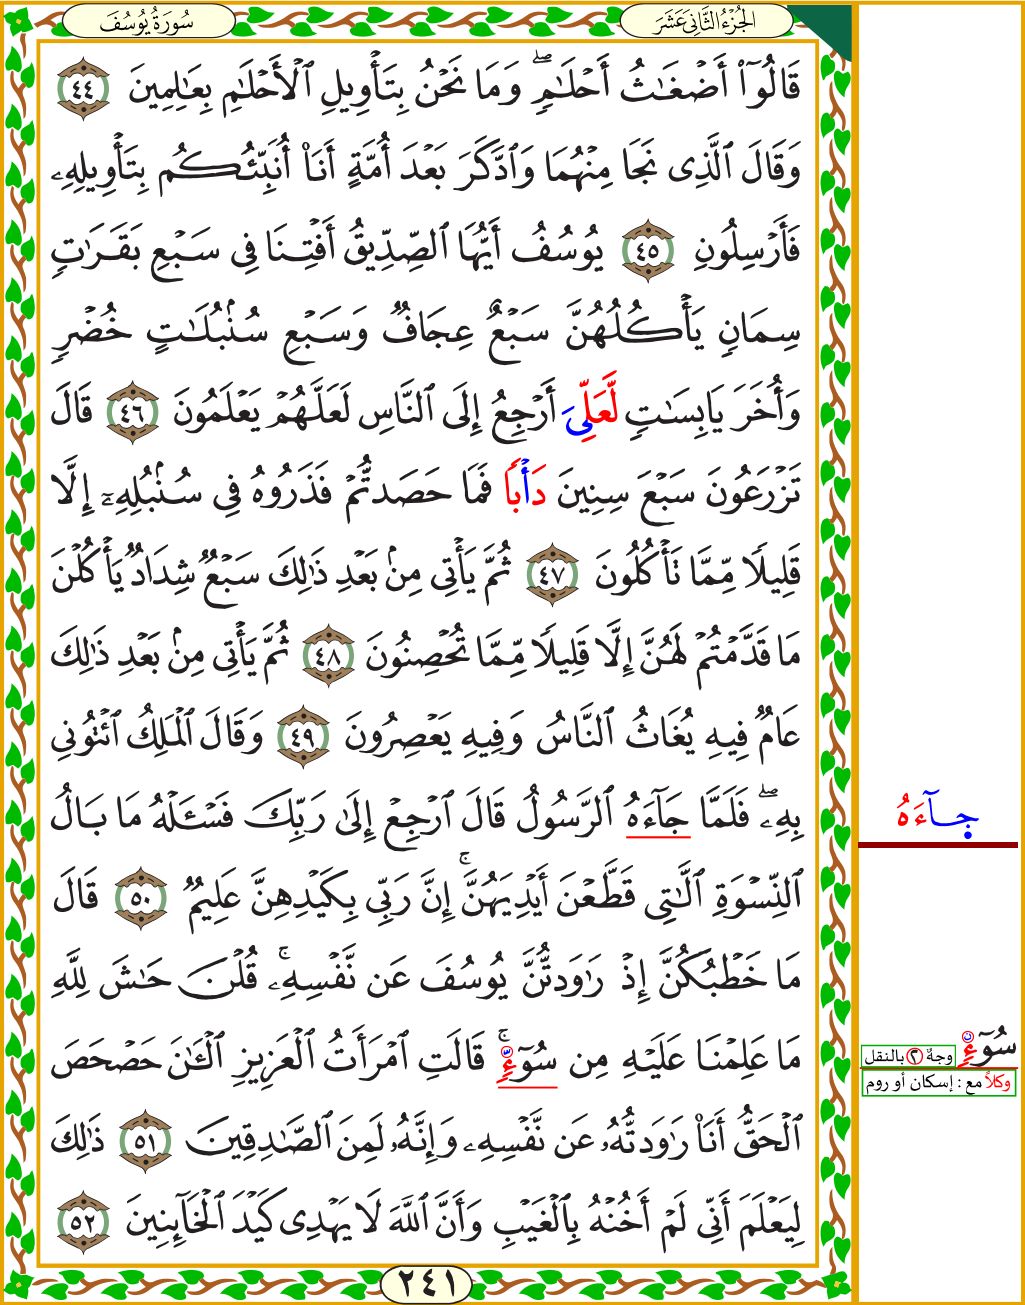 الجُزْءُ الثَّانِي عَشَرَ
سُورَةُ يُوسُفَ
قَالُوٓاْ أَضۡغَٰثُ أَحۡلَٰمٖۖ وَمَا نَحۡنُ بِتَأۡوِيلِ ٱلۡأَحۡلَٰمِ بِعَٰلِمِينَ ٤٤
وَقَالَ ٱلَّذِي نَجَا مِنۡهُمَا وَٱدَّكَرَ بَعۡدَ أُمَّةٍ أَنَا۠ أُنَبِّئُكُم بِتَأۡوِيلِهِۦ
فَأَرۡسِلُونِ ٤٥ يُوسُفُ أَيُّهَا ٱلصِّدِّيقُ أَفۡتِنَا فِي سَبۡعِ بَقَرَٰتٖ
سِمَانٖ يَأۡكُلُهُنَّ سَبۡعٌ عِجَافٞ وَسَبۡعِ سُنۢبُلَٰتٍ خُضۡرٖ
وَأُخَرَ يَابِسَٰتٖ لَّعَلِّيَ أَرۡجِعُ إِلَى ٱلنَّاسِ لَعَلَّهُمۡ يَعۡلَمُونَ ٤٦ قَالَ
تَزۡرَعُونَ سَبۡعَ سِنِينَ دَأۡبٗا فَمَا حَصَدتُّمۡ فَذَرُوهُ فِي سُنۢبُلِهِۦٓ إِلَّا
قَلِيلٗا مِّمَّا تَأۡكُلُونَ ٤٧ ثُمَّ يَأۡتِي مِنۢ بَعۡدِ ذَٰلِكَ سَبۡعٞ شِدَادٞ يَأۡكُلۡنَ
مَا قَدَّمۡتُمۡ لَهُنَّ إِلَّا قَلِيلٗا مِّمَّا تُحۡصِنُونَ ٤٨ ثُمَّ يَأۡتِي مِنۢ بَعۡدِ ذَٰلِكَ
عَامٞ فِيهِ يُغَاثُ ٱلنَّاسُ وَفِيهِ يَعۡصِرُونَ ٤٩ وَقَالَ ٱلۡمَلِكُ ٱئۡتُونِي
بِهِۦۖ فَلَمَّا جَآءَهُ ٱلرَّسُولُ قَالَ ٱرۡجِعۡ إِلَىٰ رَبِّكَ فَسۡـَٔلۡهُ مَا بَالُ
ٱلنِّسۡوَةِ ٱلَّٰتِي قَطَّعۡنَ أَيۡدِيَهُنَّۚ إِنَّ رَبِّي بِكَيۡدِهِنَّ عَلِيمٞ ٥٠ قَالَ
مَا خَطۡبُكُنَّ إِذۡ رَٰوَدتُّنَّ يُوسُفَ عَن نَّفۡسِهِۦۚ قُلۡنَ حَٰشَ لِلَّهِ
مَا عَلِمۡنَا عَلَيۡهِ مِن سُوٓءٖۚ قَالَتِ ٱمۡرَأَتُ ٱلۡعَزِيزِ ٱلۡـَٰٔنَ حَصۡحَصَ
ٱلۡحَقُّ أَنَا۠ رَٰوَدتُّهُۥ عَن نَّفۡسِهِۦ وَإِنَّهُۥ لَمِنَ ٱلصَّٰدِقِينَ ٥١ ذَٰلِكَ
لِيَعۡلَمَ أَنِّي لَمۡ أَخُنۡهُ بِٱلۡغَيۡبِ وَأَنَّ ٱللَّهَ لَا يَهۡدِي كَيۡدَ ٱلۡخَآئِنِينَ ٥٢
٢٤١
جَآءَهُ
سُوٓءٖ وجهٌ ٢ بالنقل
وكلاً مع : إسكان أو روم